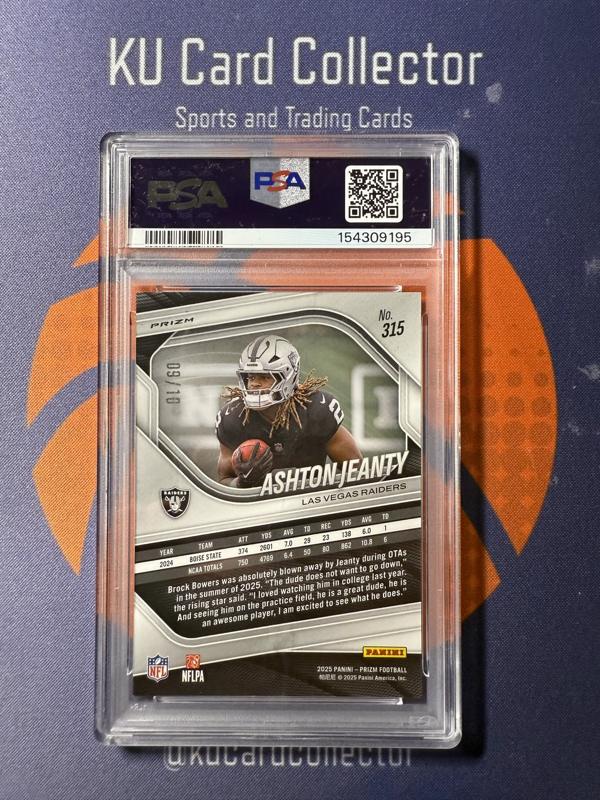 KU Card Collector
Sports and Trading Cards
PSA
PSA
154309195
PRIZM
No.
315
09/10
ASHTON JEANTY
LAS VEGAS RAIDERS
RAIDERS
YEAR TEAM ATT YDS AVG TD REC YDS AVG TD
2024 BOISE STATE 374 2601 7.0 29 23 138 6.0 1
NCAA TOTALS 750 4769 6.4 50 80 862 10.8 6
Brock Bowers was absolutely blown away by Jeanty during OTAs
in the summer of 2025. "The dude does not want to go down,"
the rising star said. "I loved watching him in college last year.
And seeing him on the practice field, he is a great dude, he is
an awesome player, I am excited to see what he does."
PANINI
NFL
NFLPA
2025 PANINI – PRIZM FOOTBALL
帕尼尼 © 2025 Panini America, Inc.
@kucardcollector